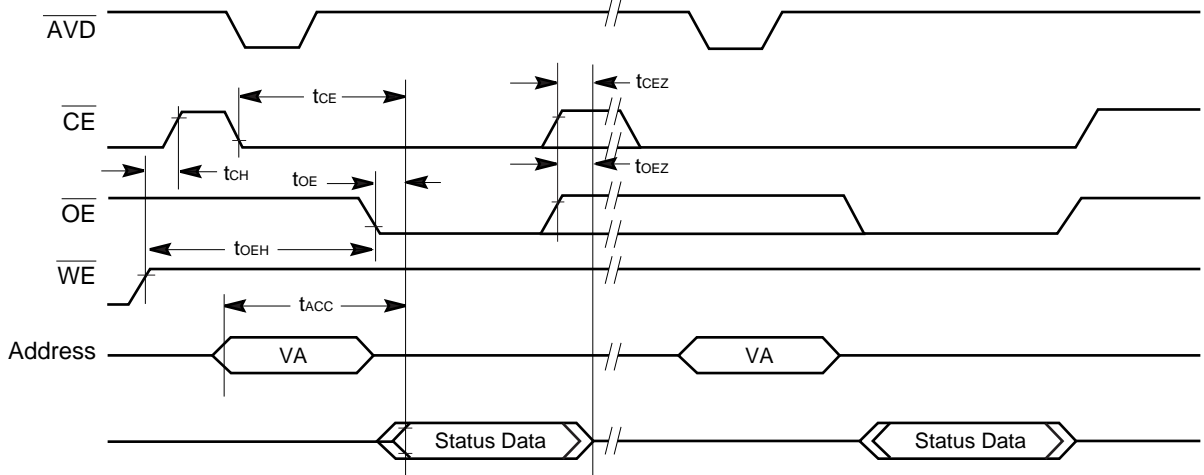 AVD
tCEZ
tCE
CE
tCH
tOE
tOEZ
OE
tOEH
WE
tACC
Address
VA
VA
Status Data
Status Data